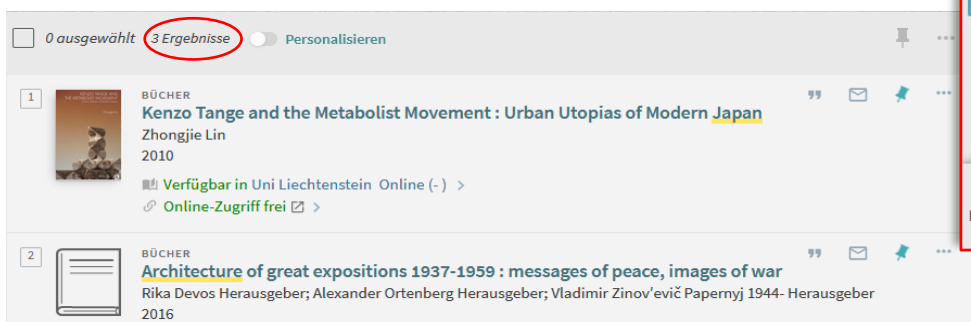 0 ausgewählt 3 Ergebnisse Personalisieren
1
BÜCHER
Kenzo Tange and the Metabolist Movement : Urban Utopias of Modern Japan
Zhongjie Lin
2010
Verfügbar in Uni Liechtenstein Online (- ) >
Online-Zugriff frei >
2
BÜCHER
Architecture of great expositions 1937-1959 : messages of peace, images of war
Rika Devos Herausgeber; Alexander Ortenberg Herausgeber; Vladimir Zinov'evič Papernyj 1944- Herausgeber
2016